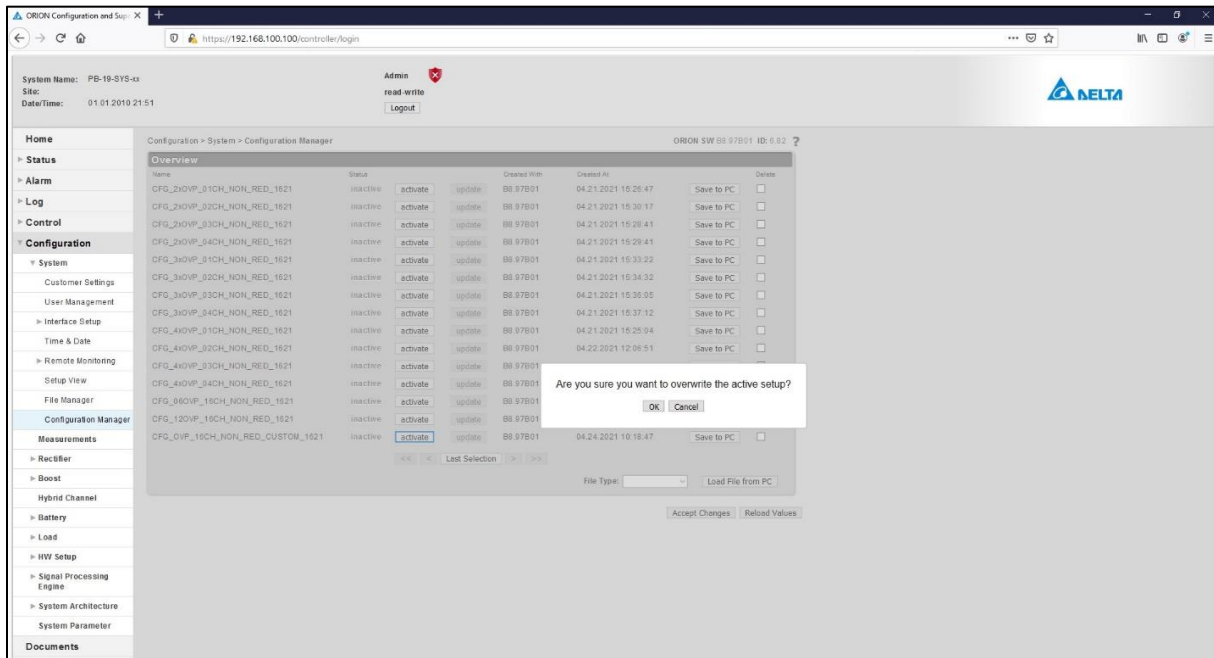 ORION Configuration and Sup
https://192.168.100.100/controller/login
System Name: PB-19-SYS-xx
Site:
Date/Time: 01.01.2010 21:51
Admin
read-write
Logout
DELTA
Home
Status
Alarm
Log
Control
Configuration
System
Customer Settings
User Management
Interface Setup
Time & Date
Remote Monitoring
Setup View
File Manager
Configuration Manager
Measurements
Rectifier
Boost
Hybrid Channel
Battery
Load
HW Setup
Signal Processing
Engine
System Architecture
System Parameter
Documents
Configuration > System > Configuration Manager ORION SW B8.97B01 ID: 6.82 ?
Overview
Name Status Created With Created At Delete
CFG_2xOVP_01CH_NON_RED_1621 inactive activate update B8.97B01 04.21.2021 15:26:47 Save to PC
CFG_2xOVP_02CH_NON_RED_1621 inactive activate update B8.97B01 04.21.2021 15:30:17 Save to PC
CFG_2xOVP_03CH_NON_RED_1621 inactive activate update B8.97B01 04.21.2021 15:28:41 Save to PC
CFG_2xOVP_04CH_NON_RED_1621 inactive activate update B8.97B01 04.21.2021 15:29:41 Save to PC
CFG_3xOVP_01CH_NON_RED_1621 inactive activate update B8.97B01 04.21.2021 15:33:22 Save to PC
CFG_3xOVP_02CH_NON_RED_1621 inactive activate update B8.97B01 04.21.2021 15:34:32 Save to PC
CFG_3xOVP_03CH_NON_RED_1621 inactive activate update B8.97B01 04.21.2021 15:36:05 Save to PC
CFG_3xOVP_04CH_NON_RED_1621 inactive activate update B8.97B01 04.21.2021 15:37:12 Save to PC
CFG_4xOVP_01CH_NON_RED_1621 inactive activate update B8.97B01 04.21.2021 15:25:04 Save to PC
CFG_4xOVP_02CH_NON_RED_1621 inactive activate update B8.97B01 04.22.2021 12:06:51 Save to PC
CFG_4xOVP_03CH_NON_RED_1621 inactive activate update B8.97B01
CFG_4xOVP_04CH_NON_RED_1621 inactive activate update B8.97B01
CFG_060VP_16CH_NON_RED_1621 inactive activate update B8.97B01
CFG_120VP_16CH_NON_RED_1621 inactive activate update B8.97B01
CFG_OVP_16CH_NON_RED_CUSTOM_1621 inactive activate update B8.97B01 04.24.2021 10:18:47 Save to PC
<< < Last Selection > >>
File Type: Load File from PC
Accept Changes Reload Values
Are you sure you want to overwrite the active setup?
OK Cancel